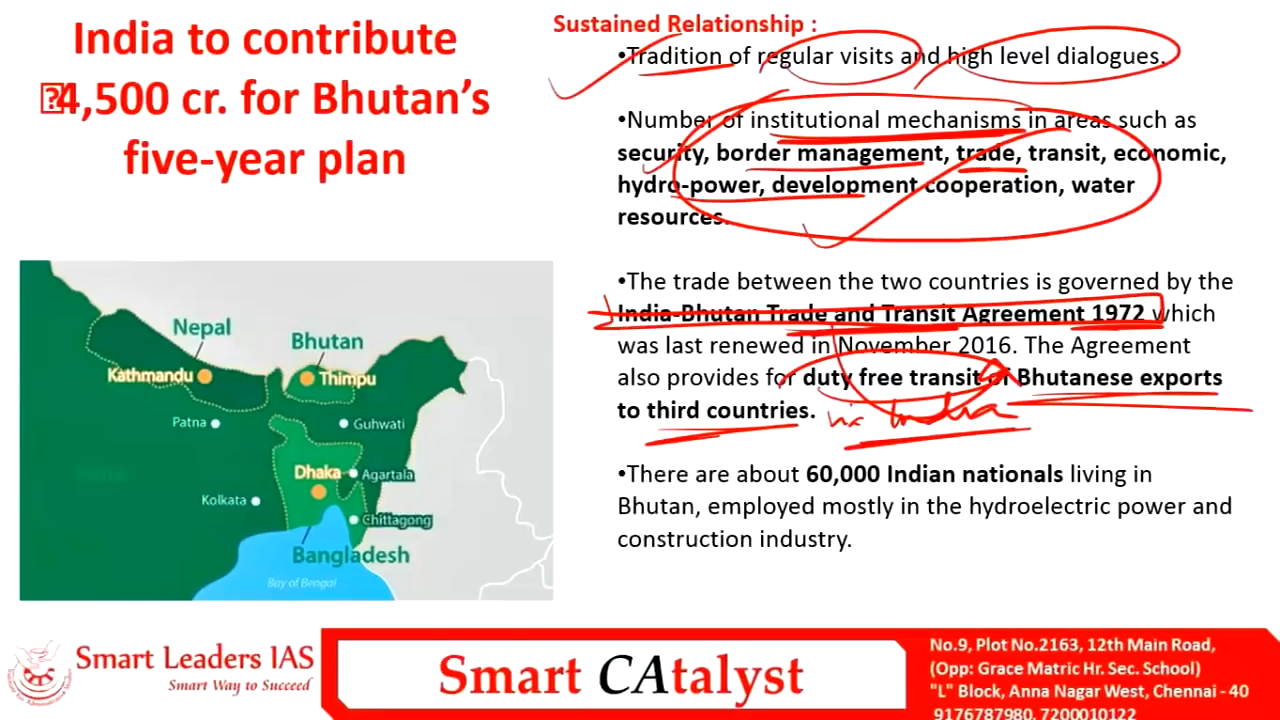 India to contribute
4,500 cr. for Bhutan's
five-year plan
Sustained Relationship :
•Tradition of regular visits and high level dialogues.
•Number of institutional mechanisms in areas such as
security, border management, trade, transit, economic,
hydro-power, development cooperation, water
resources.
•The trade between the two countries is governed by the
India-Bhutan Trade and Transit Agreement 1972 which
was last renewed in November 2016. The Agreement
also provides for duty free transit of Bhutanese exports
to third countries.
via India
•There are about 60,000 Indian nationals living in
Bhutan, employed mostly in the hydroelectric power and
construction industry.
Nepal
Bhutan
Kathmandu
Thimpu
Patna
Guhwati
Dhaka
Agartala
Kolkata
Chittagong
Bangladesh
Bay of Bengal
Smart Leaders IAS
Smart Way to Succeed
Smart CAtalyst
No.9, Plot No.2163, 12th Main Road,
(Opp: Grace Matric Hr. Sec. School)
"L" Block, Anna Nagar West, Chennai - 40
9176787980, 7200010122